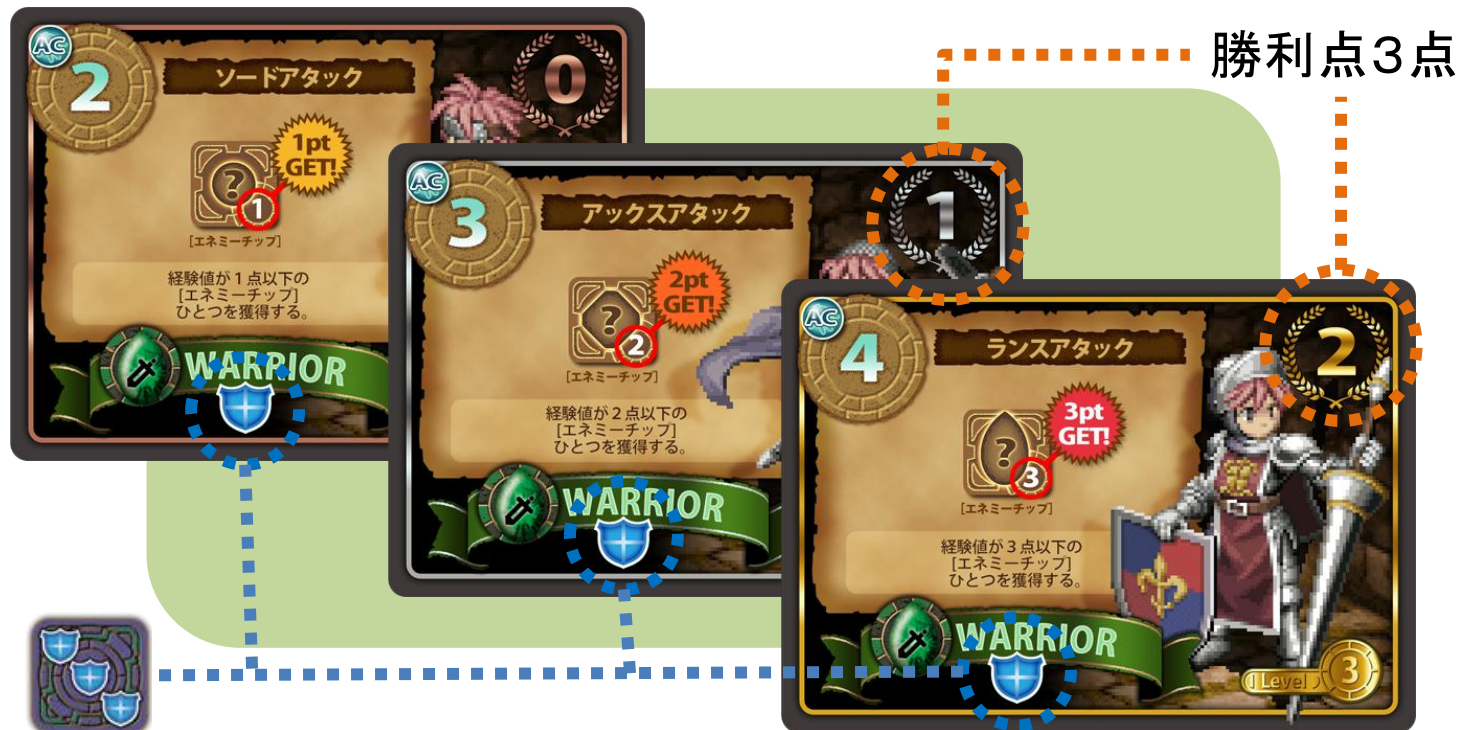 勝利点３点
AC
2
ソードアタック
0
1pt
GET!
?
1
[エネミーチップ]
経験値が１点以下の
[エネミーチップ]
ひとつを獲得する。
WARRIOR
AC
3
アックスアタック
1
2pt
GET!
?
2
[エネミーチップ]
経験値が２点以下の
[エネミーチップ]
ひとつを獲得する。
WARRIOR
AC
4
ランスアタック
2
3pt
GET!
?
3
[エネミーチップ]
経験値が３点以下の
[エネミーチップ]
ひとつを獲得する。
WARRIOR
Level
3